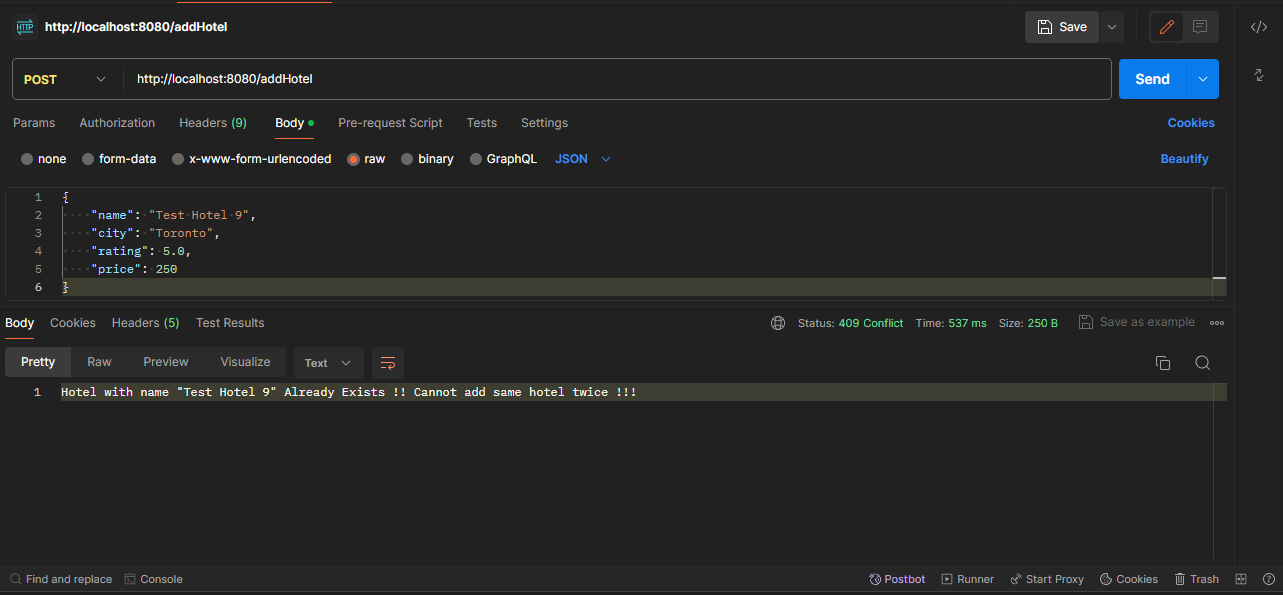 HTTP http://localhost:8080/addHotel Save
POST http://localhost:8080/addHotel Send
Params Authorization Headers (9) Body Pre-request Script Tests Settings Cookies
none form-data x-www-form-urlencoded raw binary GraphQL JSON Beautify
1 {
2 "name": "Test Hotel 9",
3 "city": "Toronto",
4 "rating": 5.0,
5 "price": 250
6 }
Body Cookies Headers (5) Test Results Status: 409 Conflict Time: 537 ms Size: 250 B Save as example
Pretty Raw Preview Visualize Text
1 Hotel with name "Test Hotel 9" Already Exists !! Cannot add same hotel twice !!!
Find and replace Console Postbot Runner Start Proxy Cookies Trash